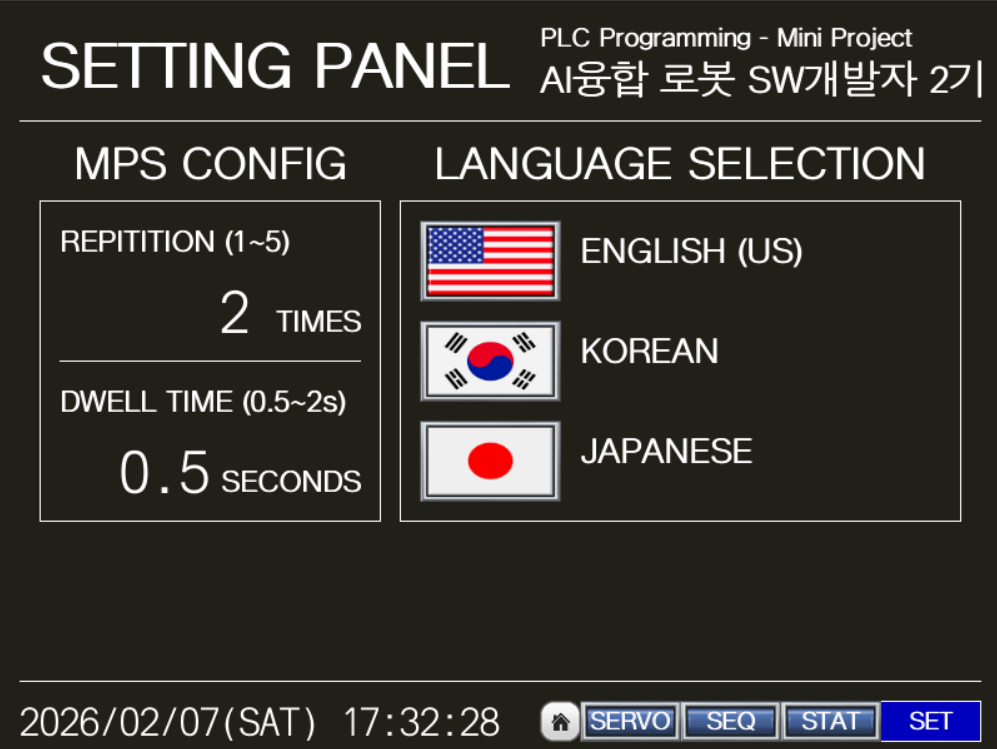 SETTING PANEL
PLC Programming - Mini Project
AI융합 로봇 SW개발자 2기
MPS CONFIG
REPITITION (1~5)
2 TIMES
DWELL TIME (0.5~2s)
0.5 SECONDS
LANGUAGE SELECTION
ENGLISH (US)
KOREAN
JAPANESE
2026/02/07(SAT) 17:32:28
SERVO SEQ STAT SET